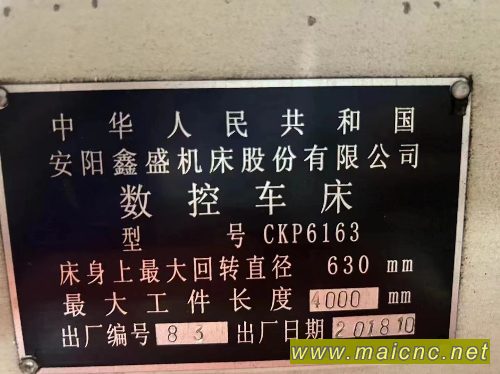 中华人民共和国
安阳鑫盛机床股份有限公司
数控车床
型 号 CKP6163
床身上最大回转直径 630 mm
最大工件长度 4000 mm
出厂编号 83 出厂日期 201810
www.maicnc.net